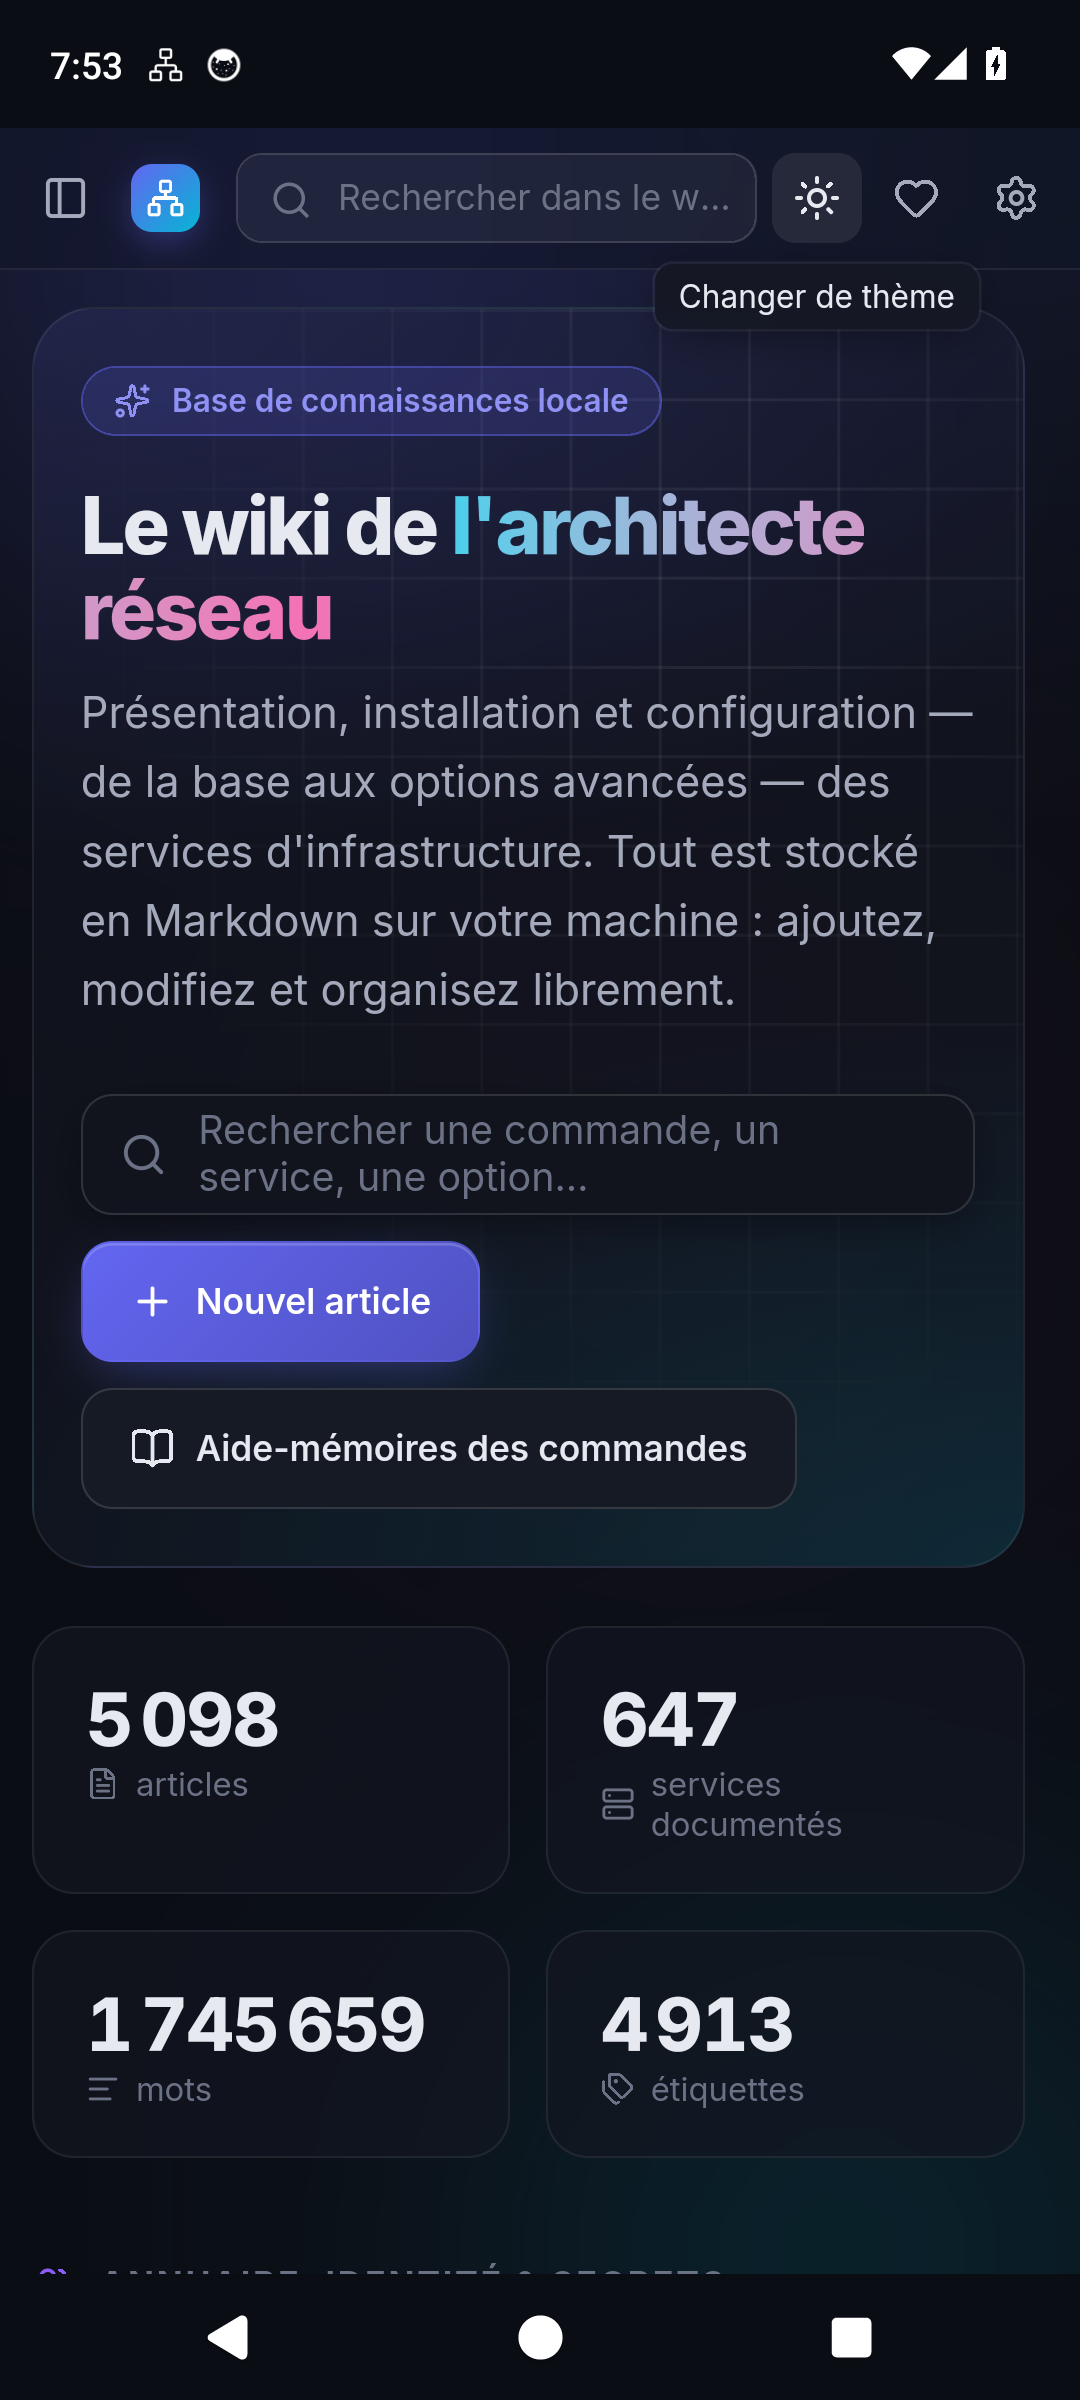 7:53
Rechercher dans le w...
Changer de thème
Base de connaissances locale
Le wiki de l'architecte
réseau
Présentation, installation et configuration —
de la base aux options avancées — des
services d'infrastructure. Tout est stocké
en Markdown sur votre machine : ajoutez,
modifiez et organisez librement.
Rechercher une commande, un
service, une option...
Nouvel article
Aide-mémoires des commandes
5 098
articles
647
services
documentés
1 745 659
mots
4 913
étiquettes
ANNUAIRE, IDENTITÉ & SECRETS